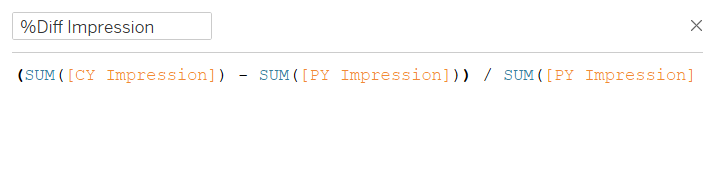 %Diff Impression
(SUM([CY Impression]) - SUM([PY Impression])) / SUM([PY Impression]